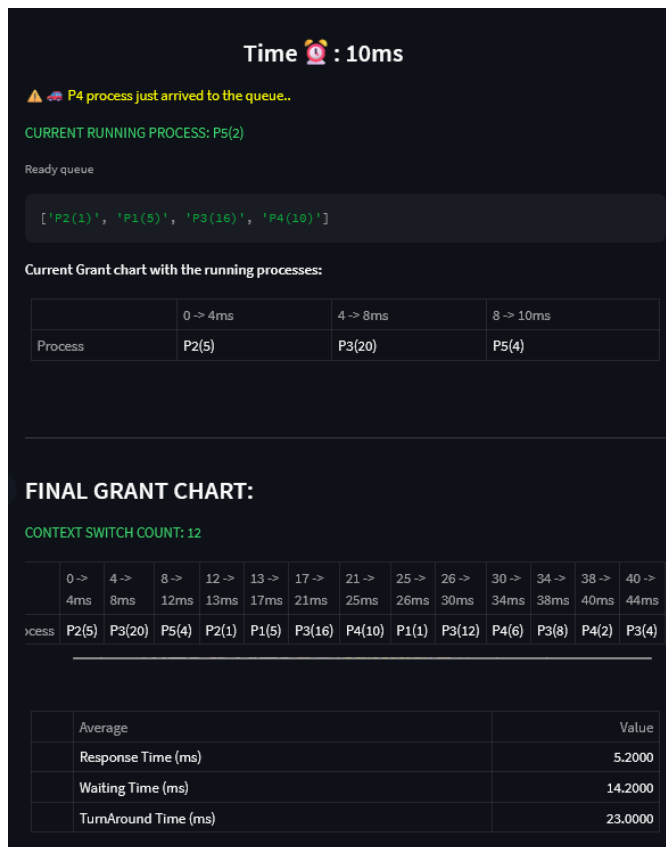 Time ⏰ : 10ms
⚠️ 🚗 P4 process just arrived to the queue..
CURRENT RUNNING PROCESS: P5(2)
Ready queue
['P2(1)', 'P1(5)', 'P3(16)', 'P4(10)']
Current Grant chart with the running processes:
0 -> 4ms 4 -> 8ms 8 -> 10ms
Process P2(5) P3(20) P5(4)
FINAL GRANT CHART:
CONTEXT SWITCH COUNT: 12
0 -> 4 -> 8 -> 12 -> 13 -> 17 -> 21 -> 25 -> 26 -> 30 -> 34 -> 38 -> 40 ->
4ms 8ms 12ms 13ms 17ms 21ms 25ms 26ms 30ms 34ms 38ms 40ms 44ms
ocess P2(5) P3(20) P5(4) P2(1) P1(5) P3(16) P4(10) P1(1) P3(12) P4(6) P3(8) P4(2) P3(4)
Average Value
Response Time (ms) 5.2000
Waiting Time (ms) 14.2000
TurnAround Time (ms) 23.0000